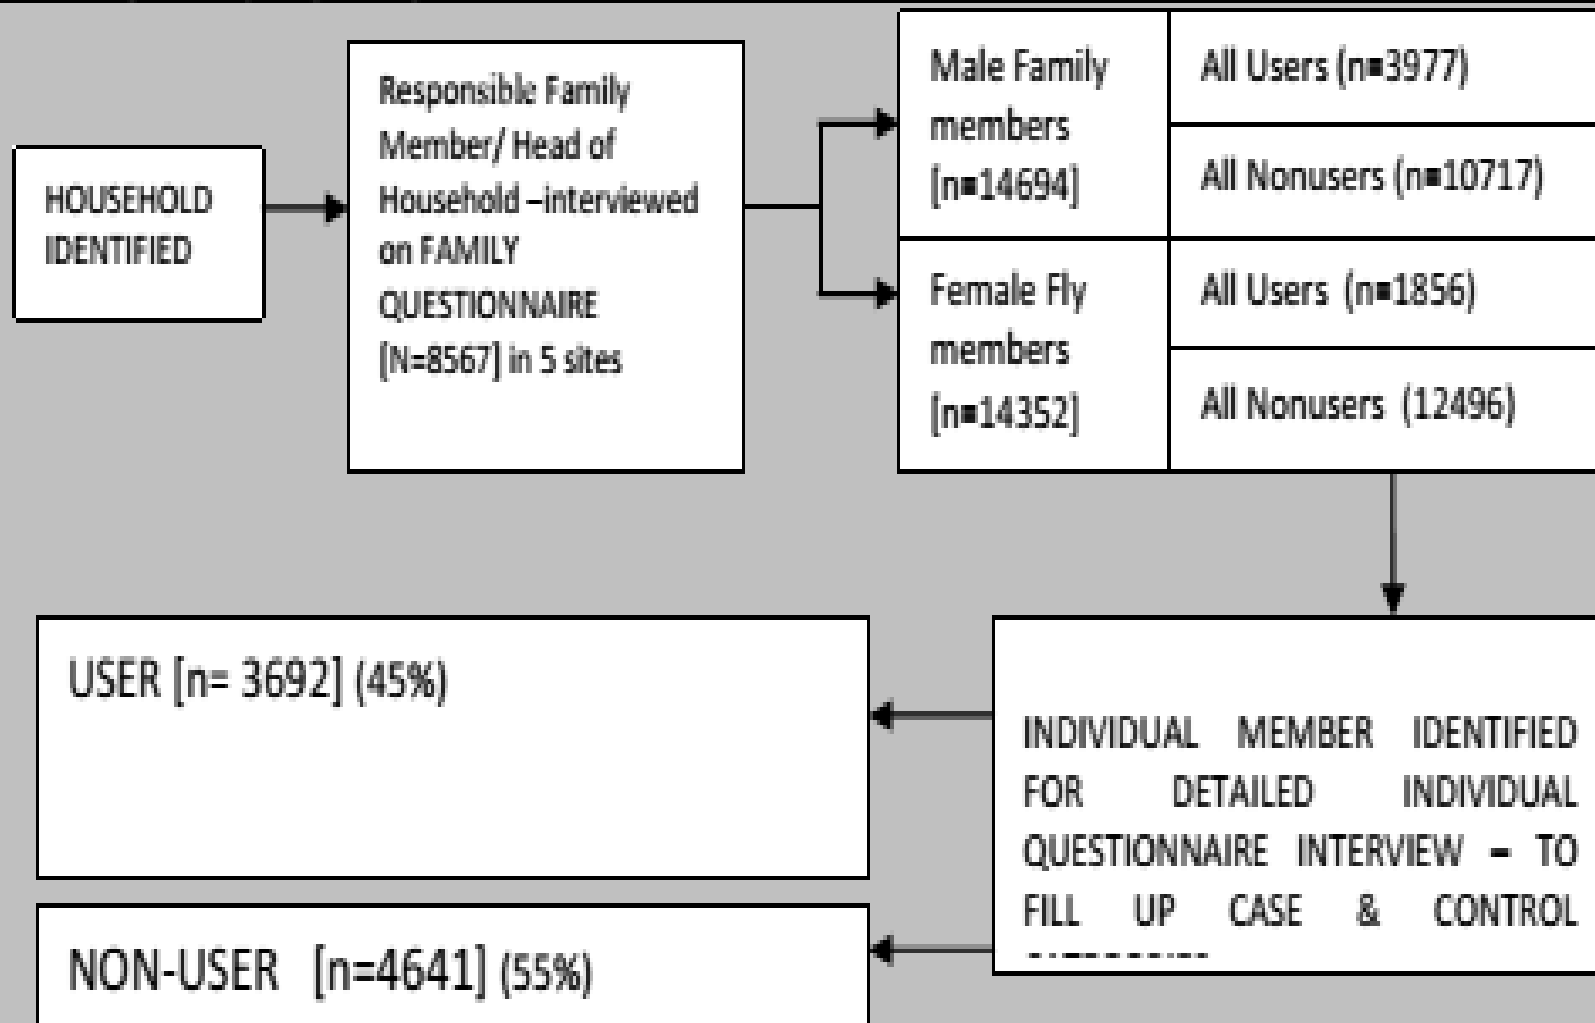 HOUSEHOLD
IDENTIFIED
Responsible Family
Member/ Head of
Household –interviewed
on FAMILY
QUESTIONNAIRE
[N=8567] in 5 sites
Male Family
members
[n=14694]
All Users (n=3977)
All Nonusers (n=10717)
Female Fly
members
[n=14352]
All Users (n=1856)
All Nonusers (12496)
INDIVIDUAL MEMBER IDENTIFIED
FOR DETAILED INDIVIDUAL
QUESTIONNAIRE INTERVIEW – TO
FILL UP CASE & CONTROL
USER [n= 3692] (45%)
NON-USER [n=4641] (55%)